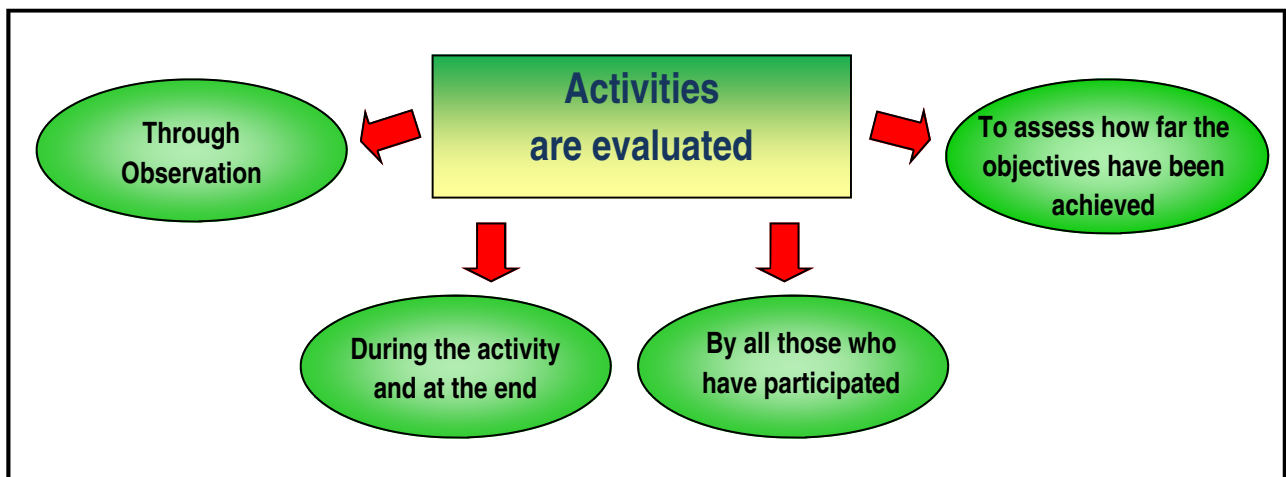 Activities
are evaluated
Through
Observation
To assess how far the
objectives have been
achieved
During the activity
and at the end
By all those who
have participated